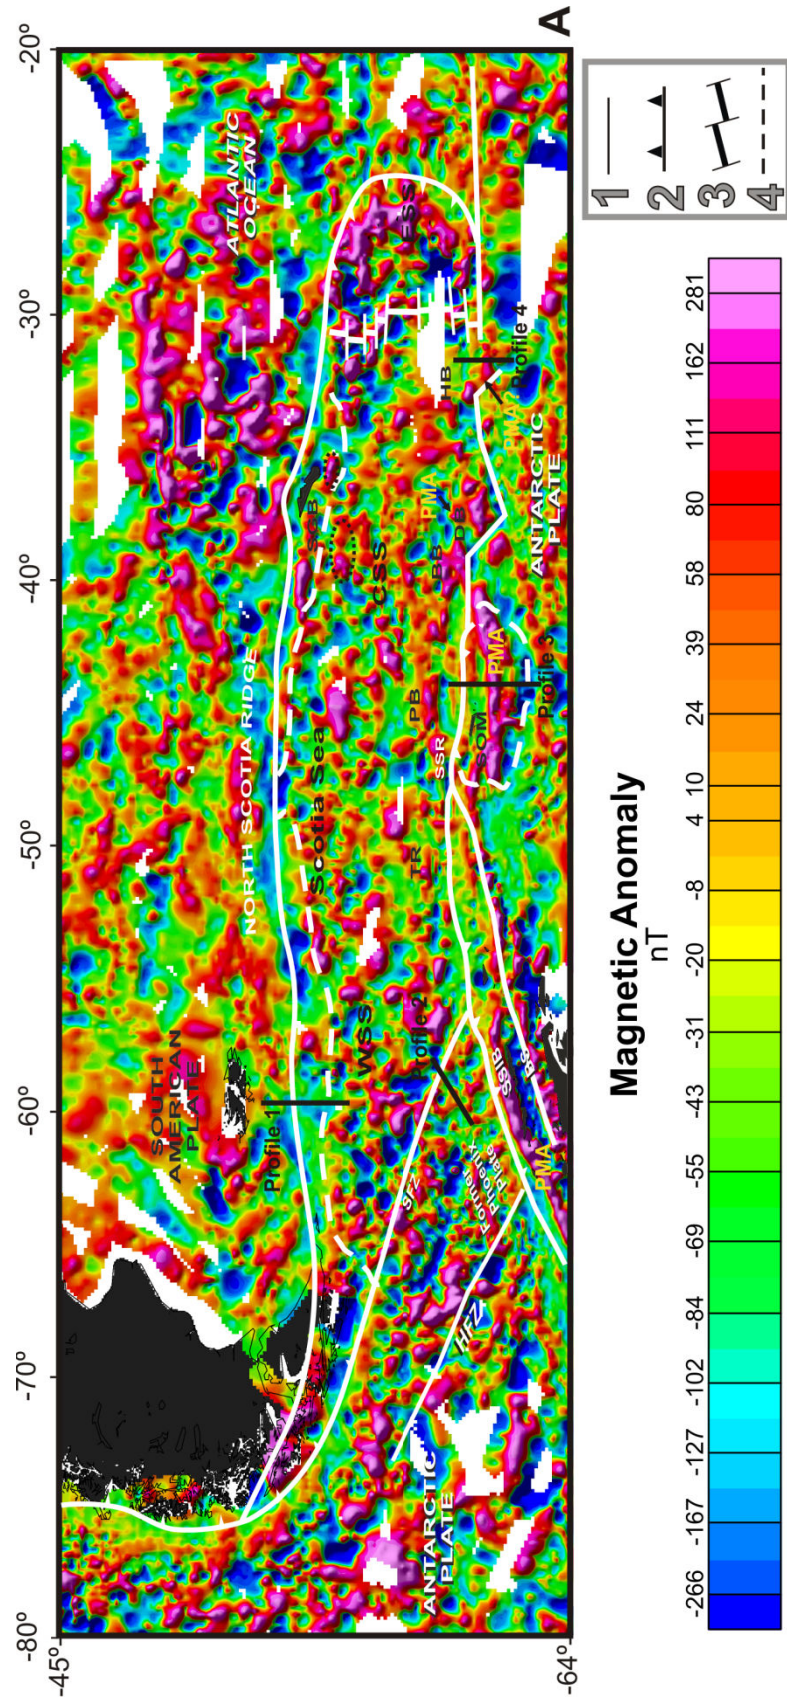 -80°
-70°
-60°
-50°
-40°
-30°
-20°
-45°
-64°
A
ATLANTIC
OCEAN
SOUTH
AMERICAN
PLATE
NORTH SCOTIA RIDGE
Profile 1
SGB
ESS
Scotia Sea
WSS
CSS
SFZ
Profile 2
TR
PB
PMA
BB
DB
HB
SSR
SOM
PMA
Profile 3
PMA?
Profile 4
Former
Phoenix
Plate
HFZ
SSIB
BS
PMA
ANTARCTIC
PLATE
ANTARCTIC
PLATE
Magnetic Anomaly
nT
-266
-167
-127
-102
-84
-69
-55
-43
-31
-20
-8
4
10
24
39
58
80
111
162
281
1
2
3
4